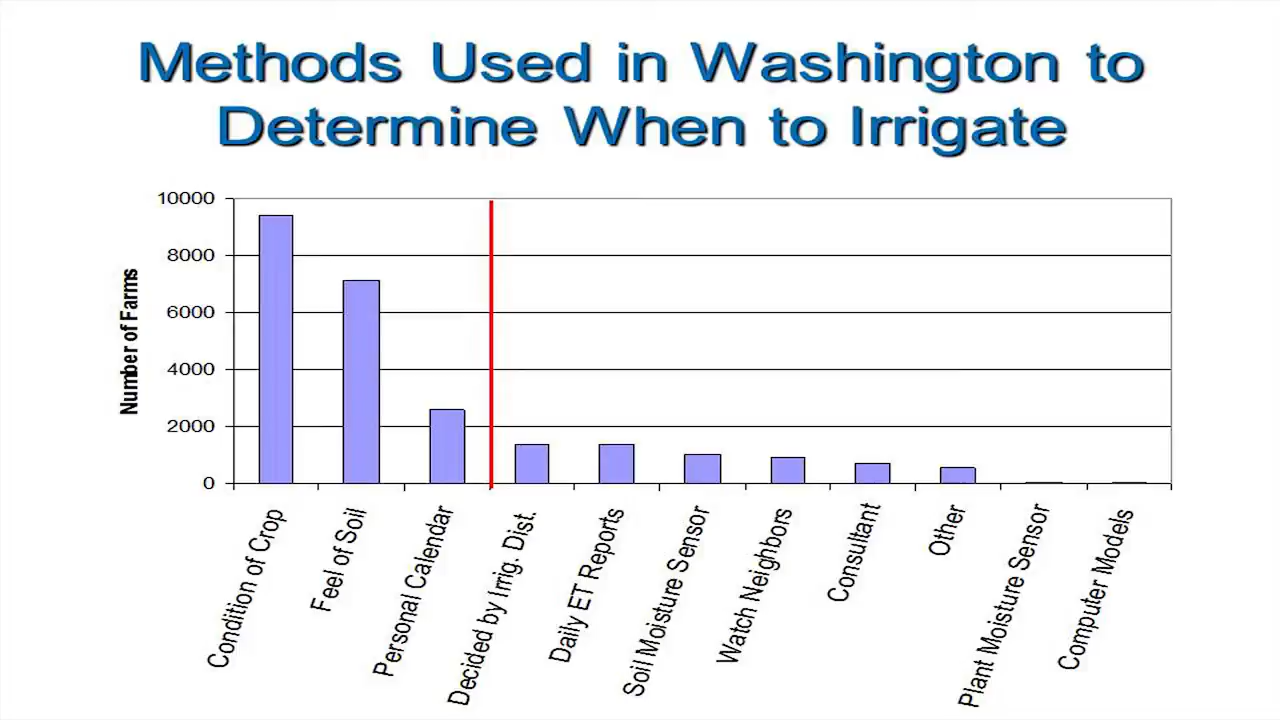 Methods Used in Washington to
Determine When to Irrigate
Number of Farms
10000
8000
6000
4000
2000
0
Condition of Crop
Feel of Soil
Personal Calendar
Decided by Irrig. Dist.
Daily ET Reports
Soil Moisture Sensor
Watch Neighbors
Consultant
Other
Plant Moisture Sensor
Computer Models